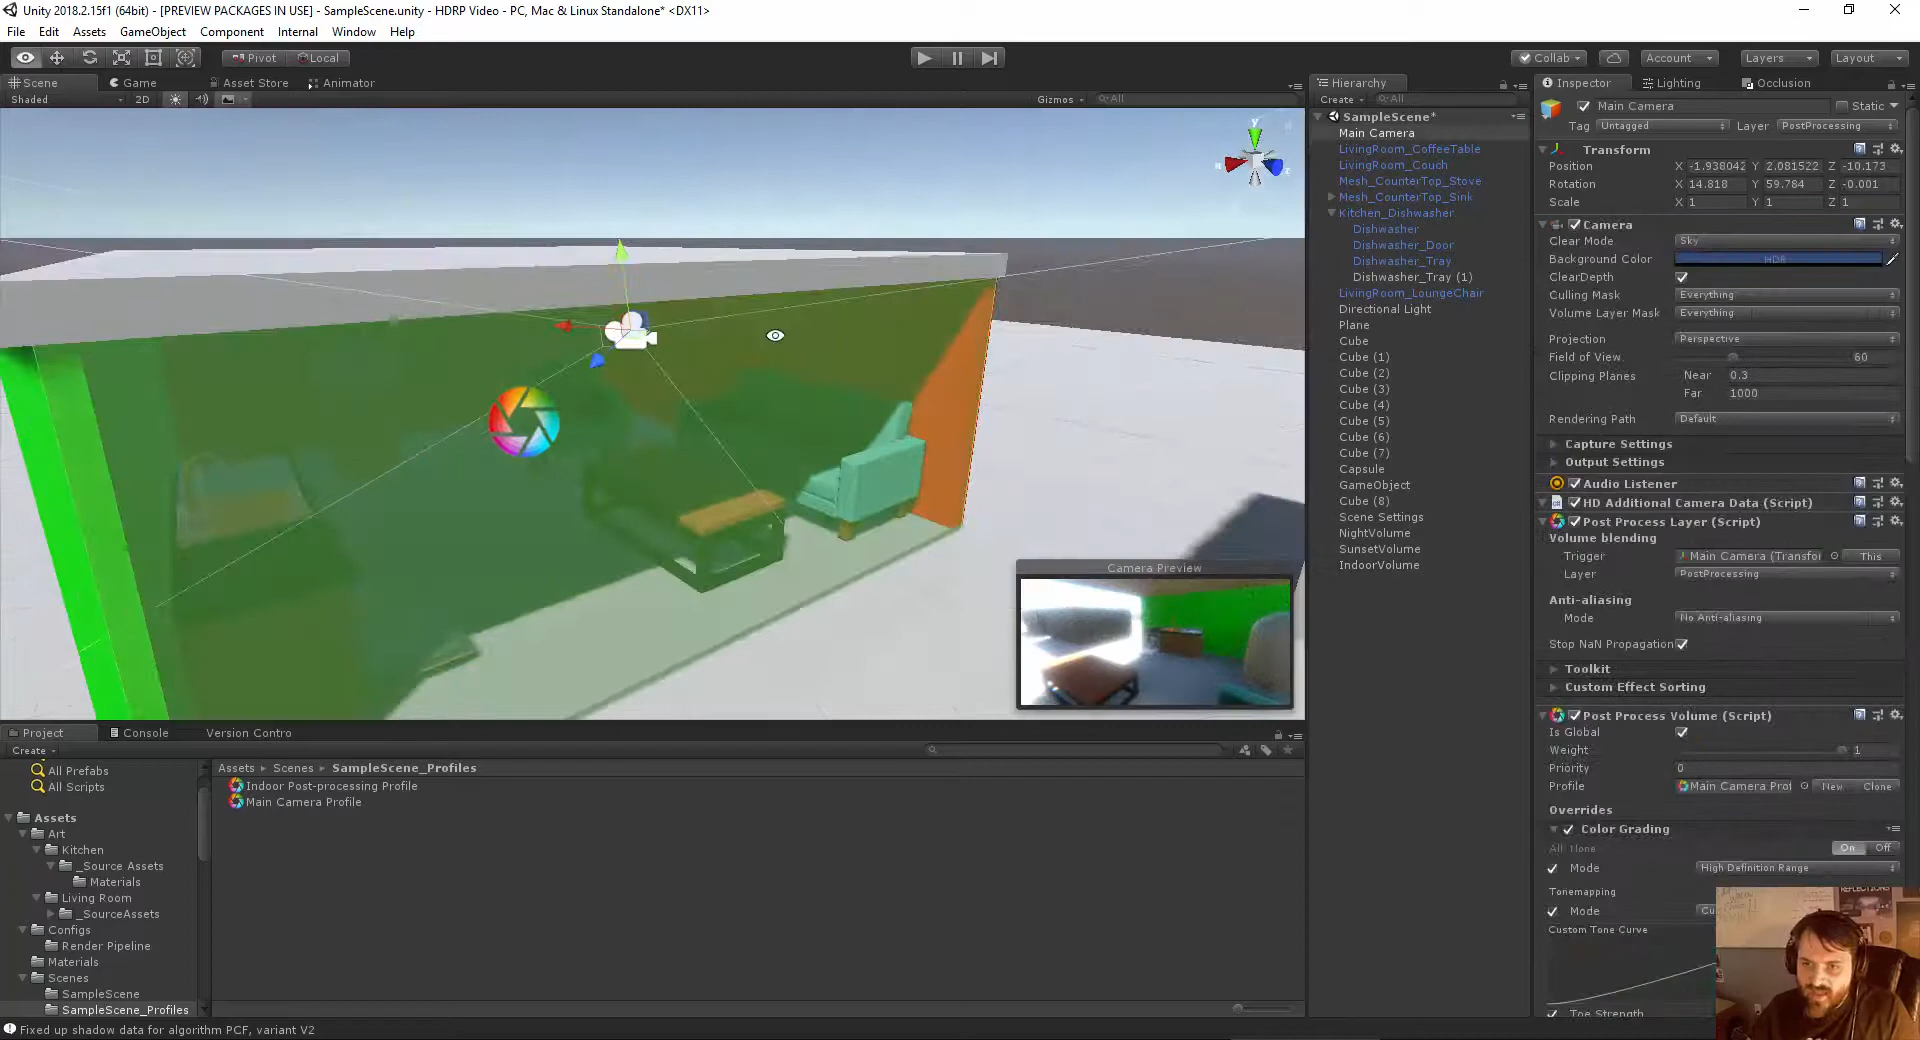 Unity 2018.2.15f1 (64bit) - [PREVIEW PACKAGES IN USE] - SampleScene.unity - HDRP Video - PC, Mac & Linux Standalone* <DX11>
File Edit Assets GameObject Component Internal Window Help
Pivot Local Collab Account Layers Layout
Scene Game Asset Store Animator
Shaded 2D Gizmos All
Camera Preview
Hierarchy
Create All
SampleScene*
Main Camera
LivingRoom_CoffeeTable
LivingRoom_Couch
Mesh_CounterTop_Stove
Mesh_CounterTop_Sink
Kitchen_Dishwasher
Dishwasher
Dishwasher_Door
Dishwasher_Tray
Dishwasher_Tray (1)
LivingRoom_LoungeChair
Directional Light
Plane
Cube
Cube (1)
Cube (2)
Cube (3)
Cube (4)
Cube (5)
Cube (6)
Cube (7)
Capsule
GameObject
Cube (8)
Scene Settings
NightVolume
SunsetVolume
IndoorVolume
Inspector Lighting Occlusion
Main Camera Static
Tag Untagged Layer PostProcessing
Transform
Position X -1.938042 Y 2.081522 Z -10.173
Rotation X 14.818 Y 59.784 Z -0.001
Scale X 1 Y 1 Z 1
Camera
Clear Mode Sky
Background Color HDR
ClearDepth
Culling Mask Everything
Volume Layer Mask Everything
Projection Perspective
Field of View 60
Clipping Planes Near 0.3
Far 1000
Rendering Path Default
Capture Settings
Output Settings
Audio Listener
HD Additional Camera Data (Script)
Post Process Layer (Script)
Volume blending
Trigger Main Camera (Transfor This
Layer PostProcessing
Anti-aliasing
Mode No Anti-aliasing
Stop NaN Propagation
Toolkit
Custom Effect Sorting
Post Process Volume (Script)
Is Global
Weight 1
Priority 0
Profile Main Camera Prof New Clone
Overrides
Color Grading
All None On Off
Mode High Definition Range
Tonemapping
Mode Cu
Custom Tone Curve
Toe Strength
Project Console Version Control
Create
All Prefabs
All Scripts
Assets
Art
Kitchen
_Source Assets
Materials
Living Room
_SourceAssets
Configs
Render Pipeline
Materials
Scenes
SampleScene
SampleScene_Profiles
Assets Scenes SampleScene_Profiles
Indoor Post-processing Profile
Main Camera Profile
Fixed up shadow data for algorithm PCF, variant V2